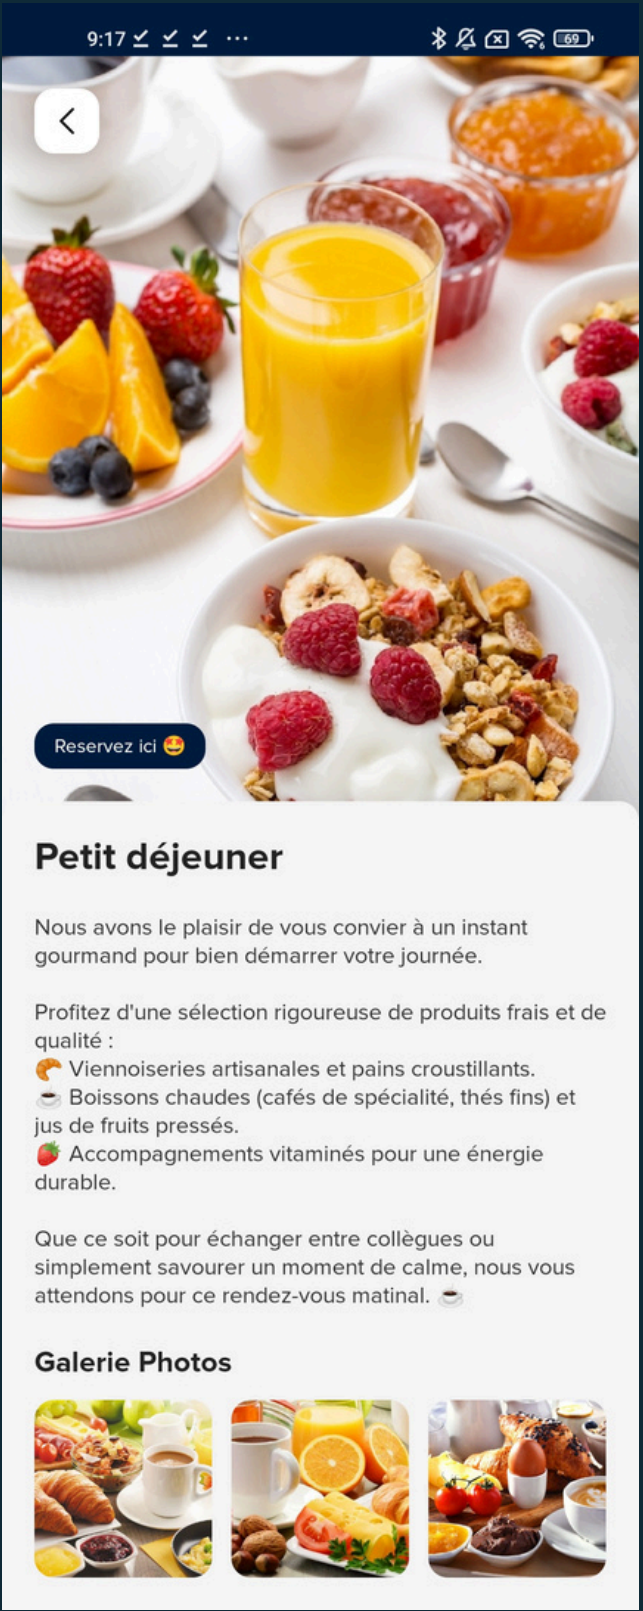 9:17
69
Reservez ici 🤩
Petit déjeuner
Nous avons le plaisir de vous convier à un instant
gourmand pour bien démarrer votre journée.
Profitez d'une sélection rigoureuse de produits frais et de
qualité :
🥐 Viennoiseries artisanales et pains croustillants.
☕ Boissons chaudes (cafés de spécialité, thés fins) et
jus de fruits pressés.
🍓 Accompagnements vitaminés pour une énergie
durable.
Que ce soit pour échanger entre collègues ou
simplement savourer un moment de calme, nous vous
attendons pour ce rendez-vous matinal. ☕
Galerie Photos